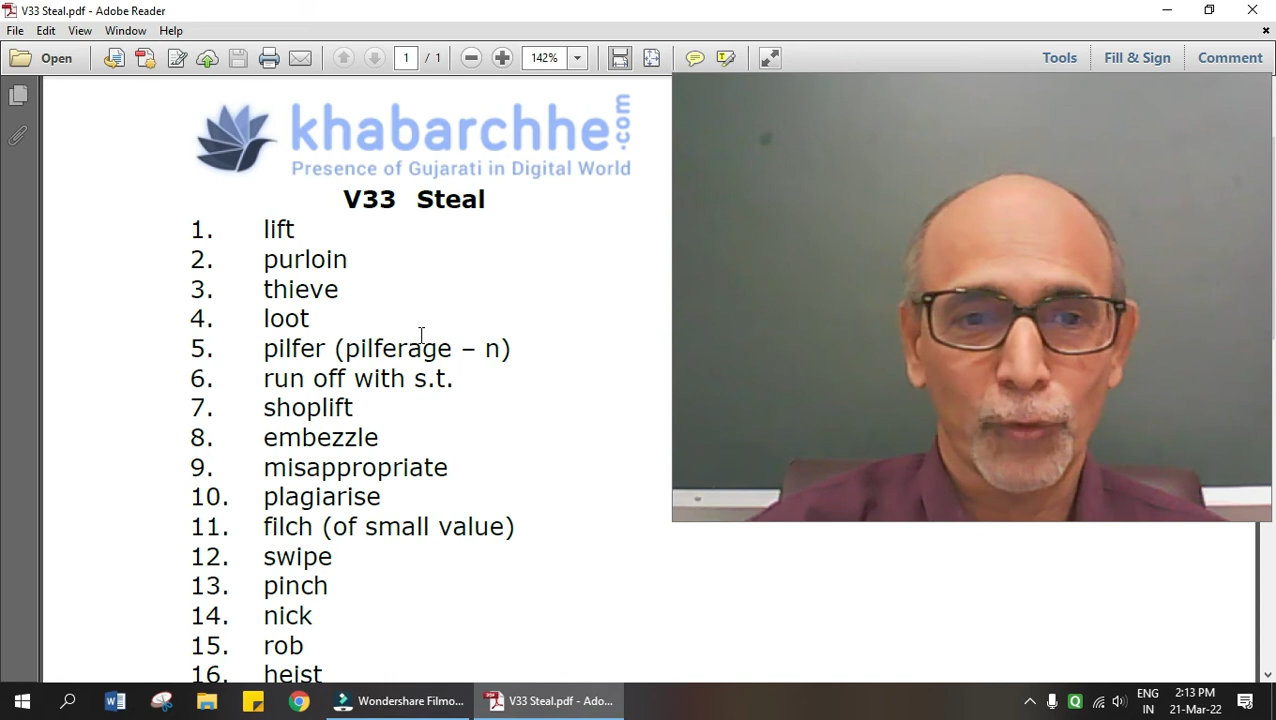 V33 Steal.pdf - Adobe Reader
File Edit View Window Help
Open 1 / 1 142% Tools Fill & Sign Comment
khabarchhe.com
Presence of Gujarati in Digital World
V33 Steal
1. lift
2. purloin
3. thieve
4. loot
5. pilfer (pilferage – n)
6. run off with s.t.
7. shoplift
8. embezzle
9. misappropriate
10. plagiarise
11. filch (of small value)
12. swipe
13. pinch
14. nick
15. rob
16. heist
Wondershare Filmo... V33 Steal.pdf - Ado...
ENG 2:13 PM
IN 21-Mar-22